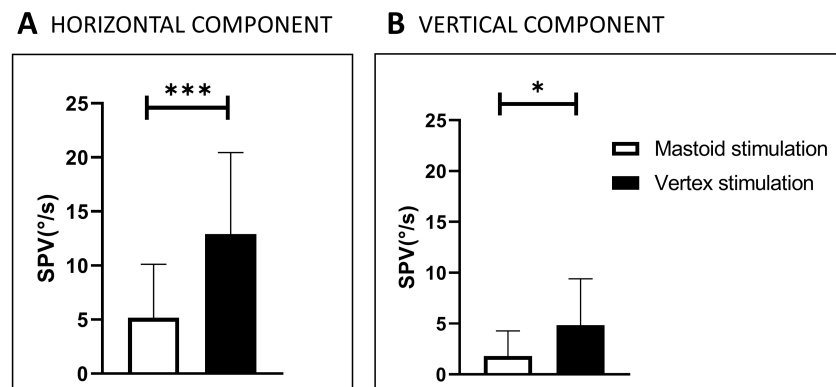 A HORIZONTAL COMPONENT
***
25
20
15
10
5
0
SPV(°/s)
B VERTICAL COMPONENT
*
25
20
15
10
5
0
SPV(°/s)
Mastoid stimulation
Vertex stimulation